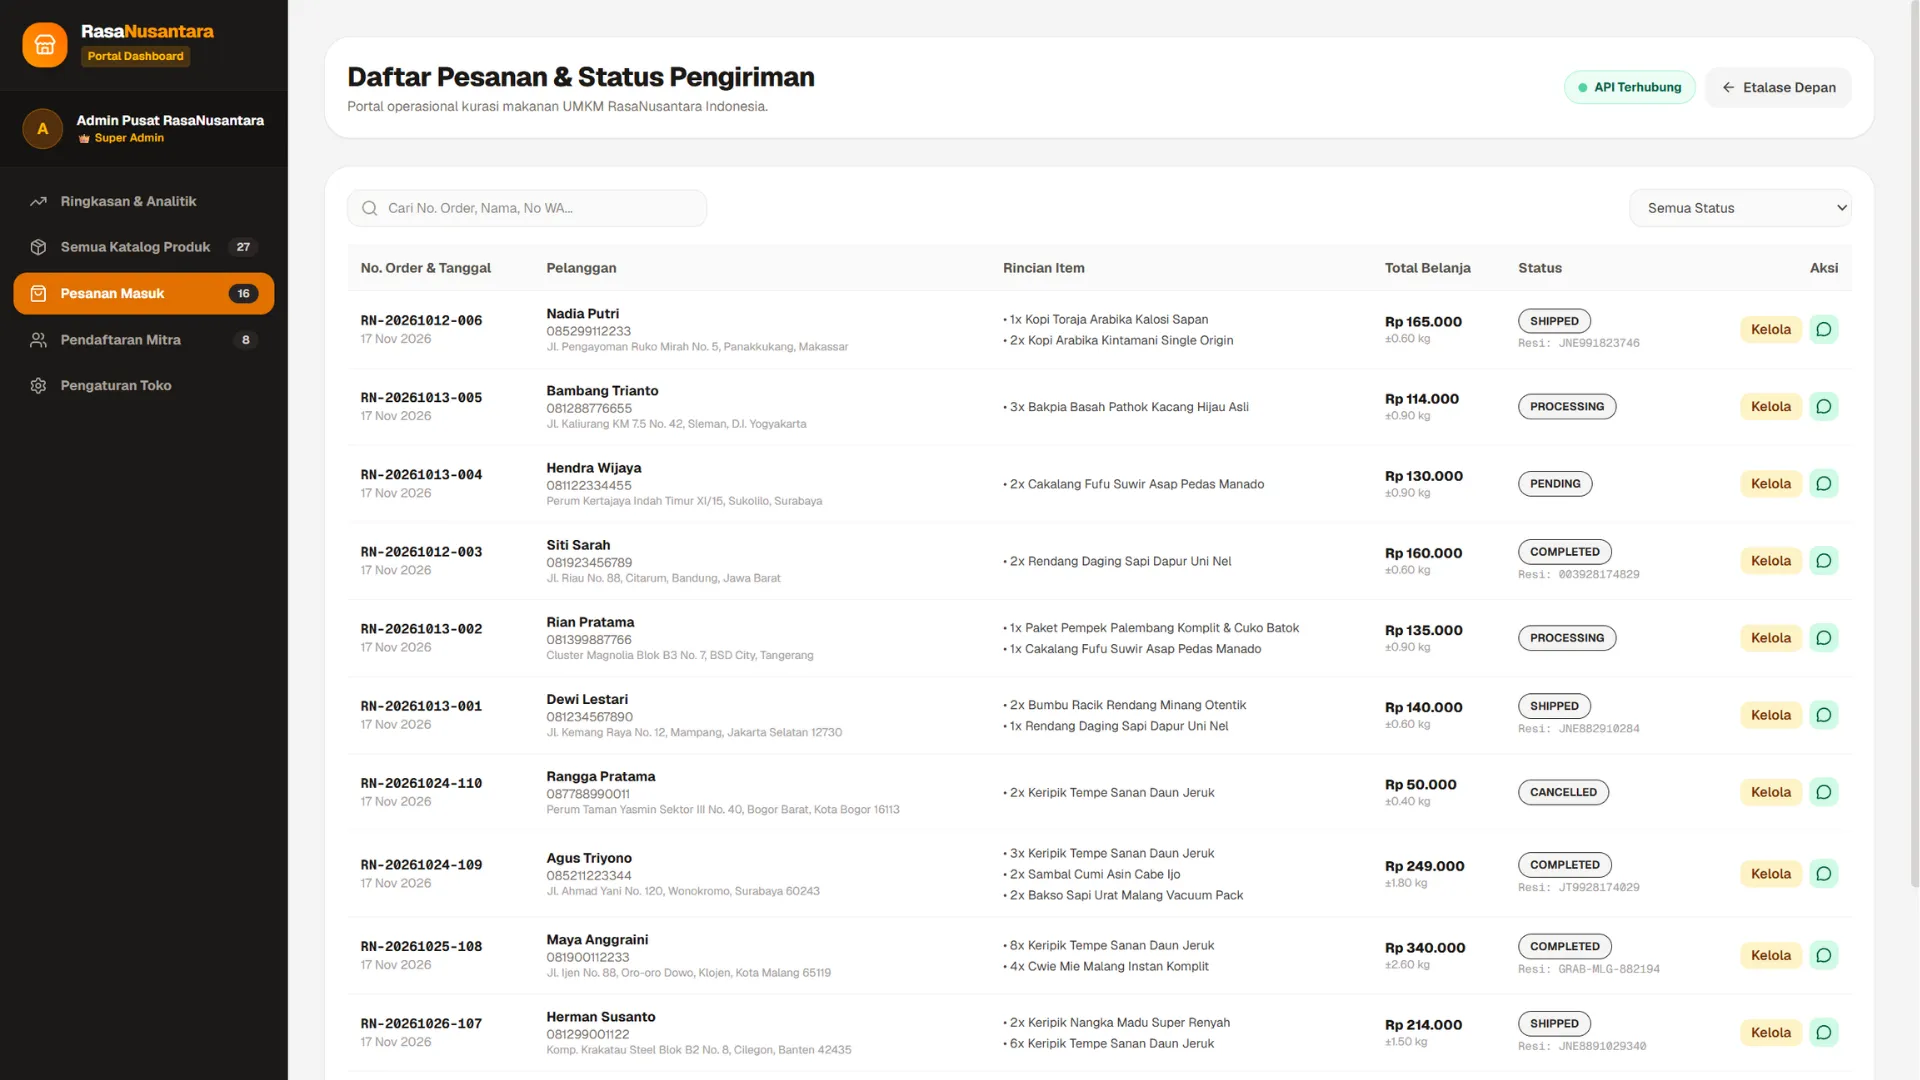 RasaNusantara
Portal Dashboard
A
Admin Pusat RasaNusantara
Super Admin
Ringkasan & Analitik
Semua Katalog Produk 27
Pesanan Masuk 16
Pendaftaran Mitra 8
Pengaturan Toko
Daftar Pesanan & Status Pengiriman
Portal operasional kurasi makanan UMKM RasaNusantara Indonesia.
API Terhubung
← Etalase Depan
Cari No. Order, Nama, No WA...
Semua Status
No. Order & Tanggal Pelanggan Rincian Item Total Belanja Status Aksi
RN-20261012-006
17 Nov 2026
Nadia Putri
085299112233
Jl. Pengayoman Ruko Mirah No. 5, Panakkukang, Makassar
• 1x Kopi Toraja Arabika Kalosi Sapan
• 2x Kopi Arabika Kintamani Single Origin
Rp 165.000
±0.60 kg
SHIPPED
Resi: JNE991823746
Kelola
RN-20261013-005
17 Nov 2026
Bambang Trianto
081288776655
Jl. Kaliurang KM 7.5 No. 42, Sleman, D.I. Yogyakarta
• 3x Bakpia Basah Pathok Kacang Hijau Asli
Rp 114.000
±0.90 kg
PROCESSING
Kelola
RN-20261013-004
17 Nov 2026
Hendra Wijaya
081122334455
Perum Kertajaya Indah Timur XI/15, Sukolilo, Surabaya
• 2x Cakalang Fufu Suwir Asap Pedas Manado
Rp 130.000
±0.90 kg
PENDING
Kelola
RN-20261012-003
17 Nov 2026
Siti Sarah
081923456789
Jl. Riau No. 88, Citarum, Bandung, Jawa Barat
• 2x Rendang Daging Sapi Dapur Uni Nel
Rp 160.000
±0.60 kg
COMPLETED
Resi: 003928174829
Kelola
RN-20261013-002
17 Nov 2026
Rian Pratama
081399887766
Cluster Magnolia Blok B3 No. 7, BSD City, Tangerang
• 1x Paket Pempek Palembang Komplit & Cuko Batok
• 1x Cakalang Fufu Suwir Asap Pedas Manado
Rp 135.000
±0.90 kg
PROCESSING
Kelola
RN-20261013-001
17 Nov 2026
Dewi Lestari
081234567890
Jl. Kemang Raya No. 12, Mampang, Jakarta Selatan 12730
• 2x Bumbu Racik Rendang Minang Otentik
• 1x Rendang Daging Sapi Dapur Uni Nel
Rp 140.000
±0.60 kg
SHIPPED
Resi: JNE882910284
Kelola
RN-20261024-110
17 Nov 2026
Rangga Pratama
087788990011
Perum Taman Yasmin Sektor III No. 40, Bogor Barat, Kota Bogor 16113
• 2x Keripik Tempe Sanan Daun Jeruk
Rp 50.000
±0.40 kg
CANCELLED
Kelola
RN-20261024-109
17 Nov 2026
Agus Triyono
085211223344
Jl. Ahmad Yani No. 120, Wonokromo, Surabaya 60243
• 3x Keripik Tempe Sanan Daun Jeruk
• 2x Sambal Cumi Asin Cabe Ijo
• 2x Bakso Sapi Urat Malang Vacuum Pack
Rp 249.000
±1.80 kg
COMPLETED
Resi: JT9928174029
Kelola
RN-20261025-108
17 Nov 2026
Maya Anggraini
081900112233
Jl. Ijen No. 88, Oro-oro Dowo, Klojen, Kota Malang 65119
• 8x Keripik Tempe Sanan Daun Jeruk
• 4x Cwie Mie Malang Instan Komplit
Rp 340.000
±2.60 kg
COMPLETED
Resi: GRAB-MLG-882194
Kelola
RN-20261026-107
17 Nov 2026
Herman Susanto
081299001122
Komp. Krakatau Steel Blok B2 No. 8, Cilegon, Banten 42435
• 2x Keripik Nangka Madu Super Renyah
• 6x Keripik Tempe Sanan Daun Jeruk
Rp 214.000
±1.50 kg
SHIPPED
Resi: JNE8891029340
Kelola